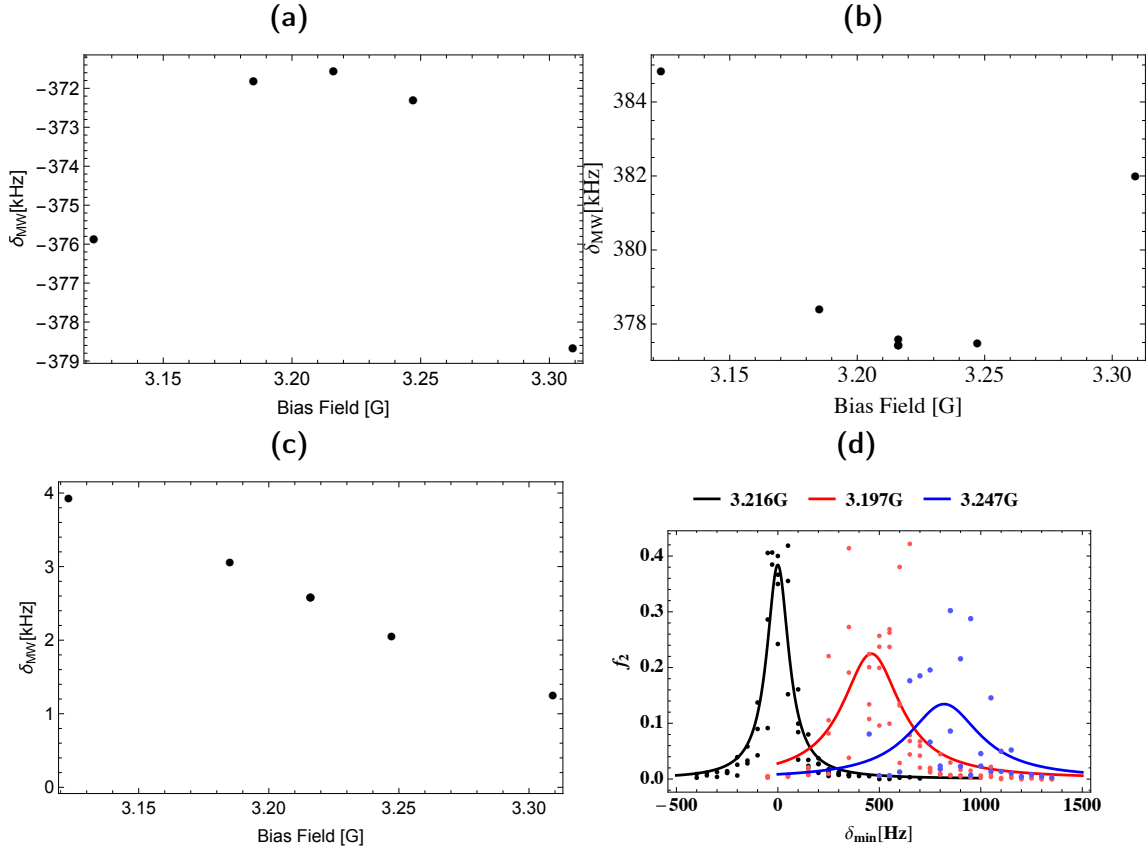 (a)
δMW[kHz]
−372
−373
−374
−375
−376
−377
−378
−379
3.15
3.20
3.25
3.30
Bias Field [G]
(b)
δMW[kHz]
384
382
380
378
3.15
3.20
3.25
3.30
Bias Field [G]
(c)
δMW[kHz]
4
3
2
1
0
3.15
3.20
3.25
3.30
Bias Field [G]
(d)
3.216G 3.197G 3.247G
f2
0.4
0.3
0.2
0.1
0.0
−500 0 500 1000 1500
δmin[Hz]